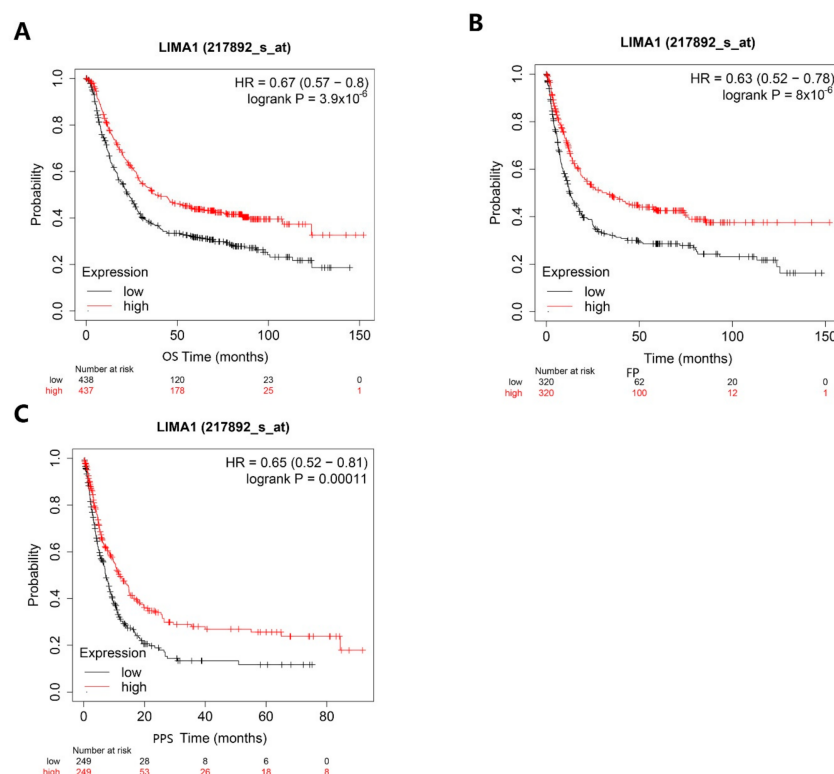 A
LIMA1 (217892_s_at)
HR = 0.67 (0.57 − 0.8)
logrank P = 3.9x10-6
Probability
1.0
0.8
0.6
0.4
0.2
0.0
Expression
low
high
0 50 100 150
OS Time (months)
Number at risk
low 438 120 23 0
high 437 178 25 1
B
LIMA1 (217892_s_at)
HR = 0.63 (0.52 − 0.78)
logrank P = 8x10-6
Probability
1.0
0.8
0.6
0.4
0.2
0.0
Expression
low
high
0 50 100 150
Time (months)
Number at risk FP
low 320 62 20 0
high 320 100 12 1
C
LIMA1 (217892_s_at)
HR = 0.65 (0.52 − 0.81)
logrank P = 0.00011
Probability
1.0
0.8
0.6
0.4
0.2
0.0
Expression
low
high
0 20 40 60 80
PPS Time (months)
Number at risk
low 249 28 8 6 0
high 249 53 26 18 8